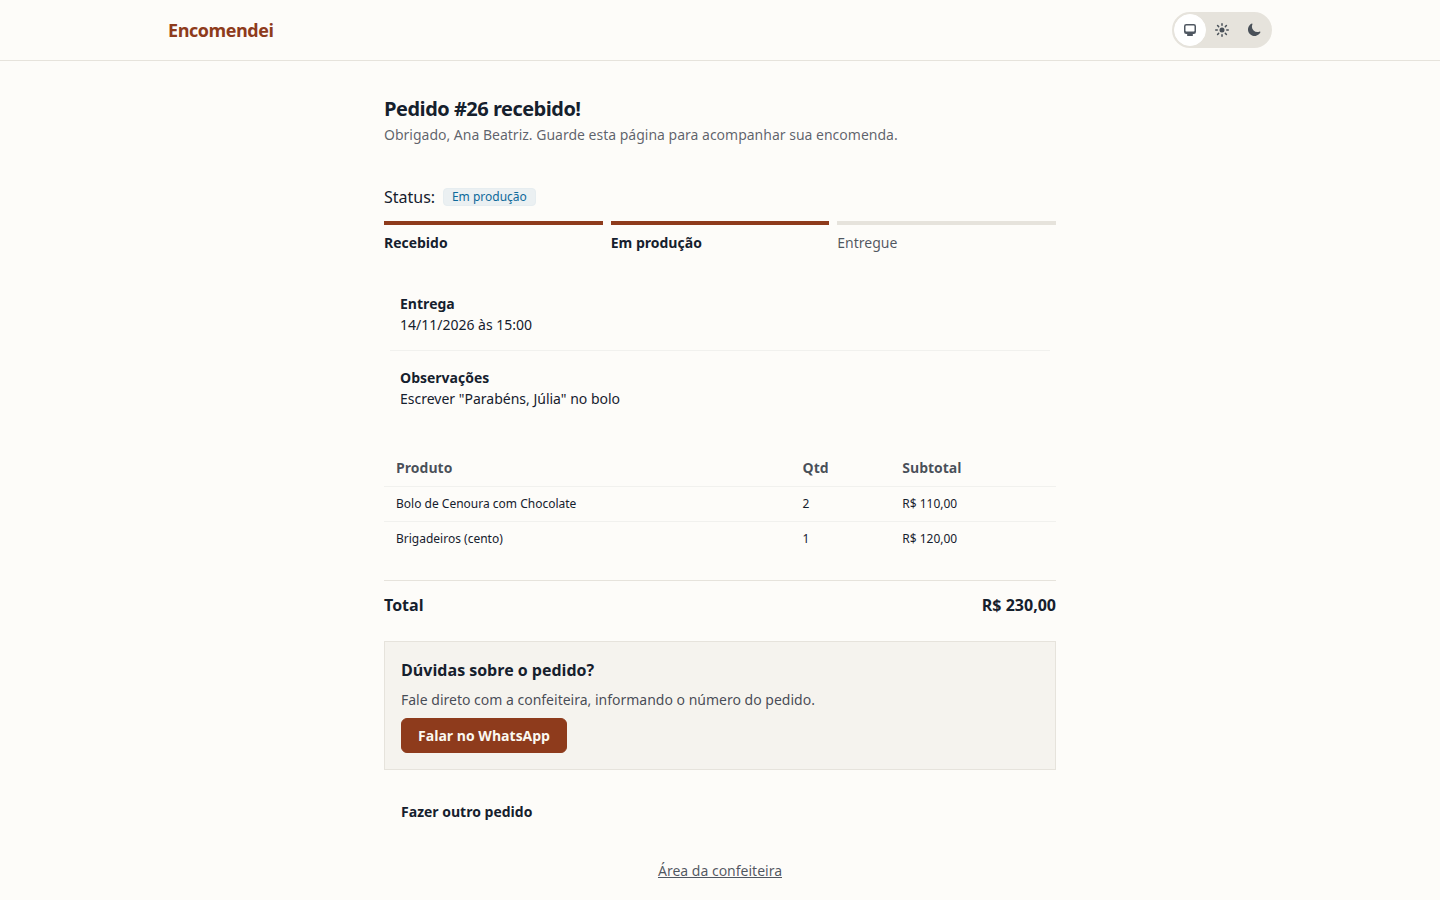 Encomendei
Pedido #26 recebido!
Obrigado, Ana Beatriz. Guarde esta página para acompanhar sua encomenda.
Status: Em produção
Recebido Em produção Entregue
Entrega
14/11/2026 às 15:00
Observações
Escrever "Parabéns, Júlia" no bolo
Produto Qtd Subtotal
Bolo de Cenoura com Chocolate 2 R$ 110,00
Brigadeiros (cento) 1 R$ 120,00
Total R$ 230,00
Dúvidas sobre o pedido?
Fale direto com a confeiteira, informando o número do pedido.
Falar no WhatsApp
Fazer outro pedido
Área da confeiteira